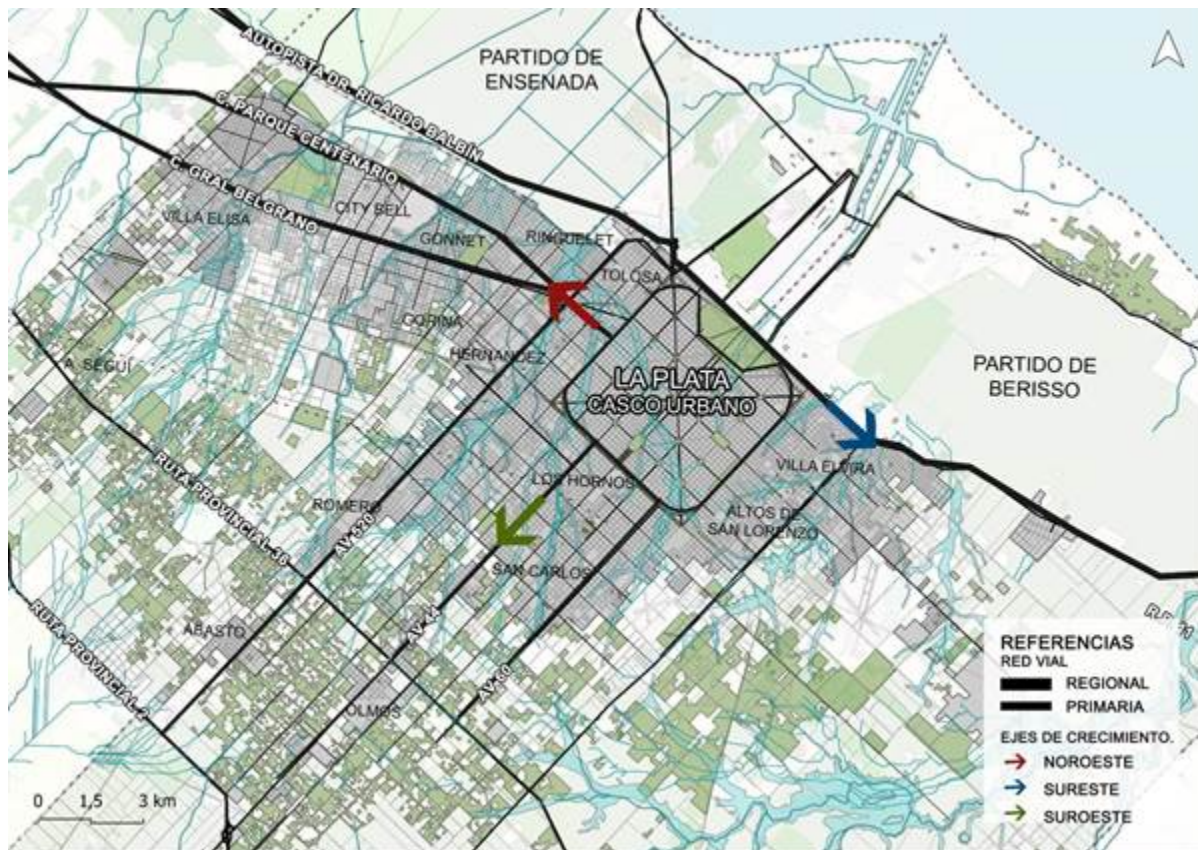 AUTOPISTA DR. RICARDO BALBÍN
PARTIDO DE
ENSENADA
C. PARQUE CENTENARIO
C. GRAL BELGRANO
CITY BELL
VILLA ELISA
GONNET
RINGUELET
TOLOSA
GORINA
HERNANDEZ
A. SEGUÍ
LA PLATA
CASCO URBANO
PARTIDO DE
BERISSO
VILLA ELVIRA
LOS HORNOS
ROMERO
ALTOS DE
SAN LORENZO
RUTA PROVINCIAL 36
AV 520
SAN CARLOS
ABASTO
AV 44
AV 60
RUTA PROVINCIAL 2
OLMOS
REFERENCIAS
RED VIAL
REGIONAL
PRIMARIA
EJES DE CRECIMIENTO.
NOROESTE
SURESTE
SUROESTE
0 1,5 3 km